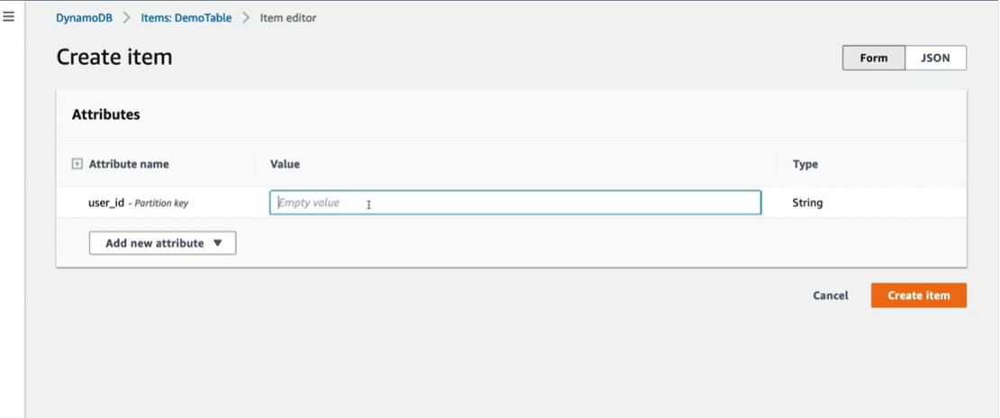 DynamoDB > Items: DemoTable > Item editor
Create item
Form JSON
Attributes
Attribute name Value Type
user_id - Partition key Empty value String
Add new attribute ▼
Cancel Create item